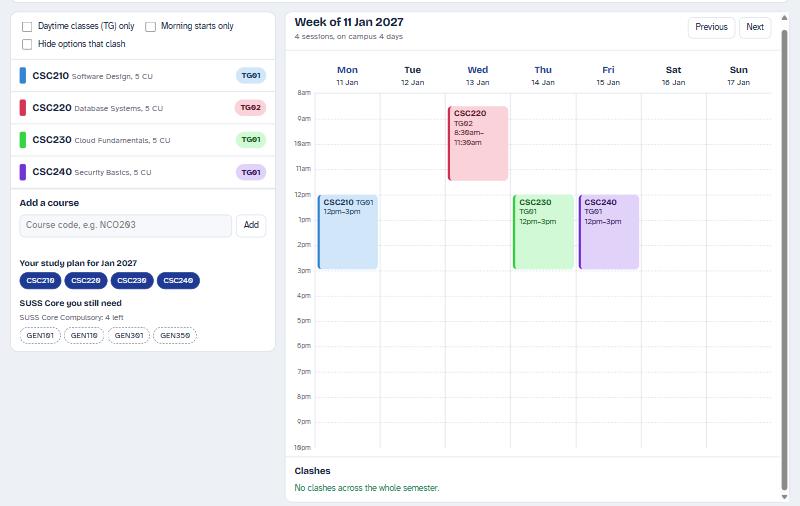 Daytime classes (TG) only
Morning starts only
Hide options that clash
CSC210 Software Design, 5 CU
TG01
CSC220 Database Systems, 5 CU
TG02
CSC230 Cloud Fundamentals, 5 CU
TG01
CSC240 Security Basics, 5 CU
TG01
Add a course
Course code, e.g. NCO203
Add
Your study plan for Jan 2027
CSC210
CSC220
CSC230
CSC240
SUSS Core you still need
SUSS Core Compulsory: 4 left
GEN101
GEN110
GEN301
GEN350
Week of 11 Jan 2027
4 sessions, on campus 4 days
Previous
Next
Mon Tue Wed Thu Fri Sat Sun
11 Jan 12 Jan 13 Jan 14 Jan 15 Jan 16 Jan 17 Jan
8am
9am
10am
11am
12pm
1pm
2pm
3pm
4pm
5pm
6pm
7pm
8pm
9pm
10pm
CSC210 TG01
12pm–3pm
CSC220
TG02
8:30am–
11:30am
CSC230
TG01
12pm–3pm
CSC240
TG01
12pm–3pm
Clashes
No clashes across the whole semester.